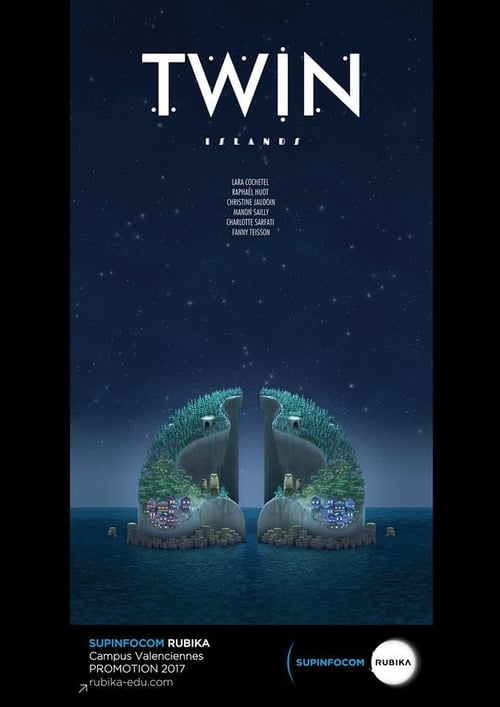 TWIN
ISLANDS
LARA COCHETEL
RAPHAËL HUOT
CHRISTINE JAUDOIN
MANON SAILLY
CHARLOTTE SARFATI
FANNY TEISSON
SUPINFOCOM RUBIKA
Campus Valenciennes
PROMOTION 2017
rubika-edu.com
SUPINFOCOM RUBIKA